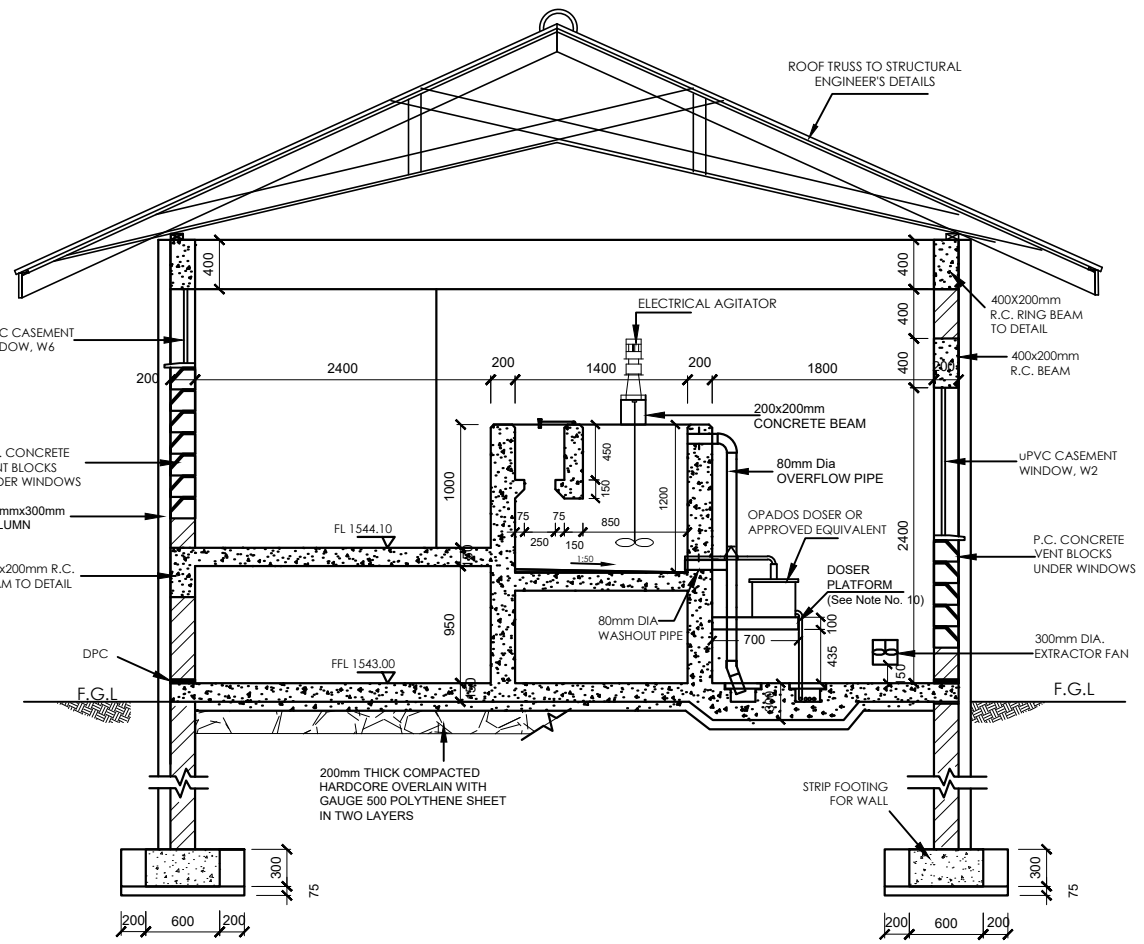 ROOF TRUSS TO STRUCTURAL
ENGINEER'S DETAILS
400
400
400X200mm
R.C. RING BEAM
TO DETAIL
ELECTRICAL AGITATOR
400
C CASEMENT
DOW, W6
400x200mm
R.C. BEAM
400
200
2400
200
1400
200
1800
200
200x200mm
CONCRETE BEAM
450
80mm Dia
OVERFLOW PIPE
uPVC CASEMENT
WINDOW, W2
. CONCRETE
NT BLOCKS
DER WINDOWS
1000
150
1200
mmx300mm
LUMN
75
75
850
OPADOS DOSER OR
APPROVED EQUIVALENT
FL 1544.10
250
150
2400
P.C. CONCRETE
VENT BLOCKS
UNDER WINDOWS
1:50
x200mm R.C.
AM TO DETAIL
DOSER
PLATFORM
(See Note No. 10)
950
80mm DIA
WASHOUT PIPE
100
700
435
300mm DIA.
EXTRACTOR FAN
DPC
FFL 1543.00
150
F.G.L
F.G.L
200mm THICK COMPACTED
HARDCORE OVERLAIN WITH
GAUGE 500 POLYTHENE SHEET
IN TWO LAYERS
STRIP FOOTING
FOR WALL
300
75
300
75
200
600
200
200
600
200